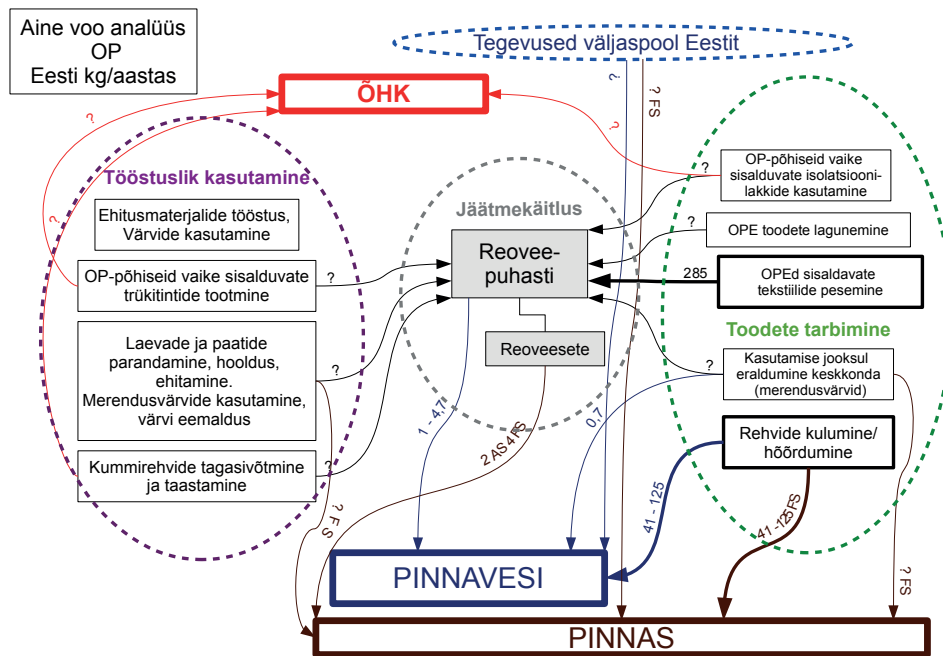 Aine voo analüüs
OP
Eesti kg/aastas
Tegevused väljaspool Eestit
ÕHK
?
?
?
?
? FS
Tööstuslik kasutamine
Ehitusmaterjalide tööstus,
Värvide kasutamine
OP-põhiseid vaike sisalduvate
trükitintide tootmine
?
Laevade ja paatide
parandamine, hooldus,
ehitamine.
Merendusvärvide kasutamine,
värvi eemaldus
?
Kummirehvide tagasivõtmine
ja taastamine
?
? FS
Jäätmekäitlus
Reovee-
puhasti
Reoveesete
1 - 4,7
2 AS 4 FS
0,7
OP-põhiseid vaike
sisalduvate isolatsiooni-
lakkide kasutamine
?
OPE toodete lagunemine
?
285
OPEd sisaldavate
tekstiilide pesemine
Toodete tarbimine
?
Kasutamise jooksul
eraldumine keskkonda
(merendusvärvid)
Rehvide kulumine/
hõõrdumine
41 - 125
41 -125 FS
? FS
PINNAVESI
PINNAS